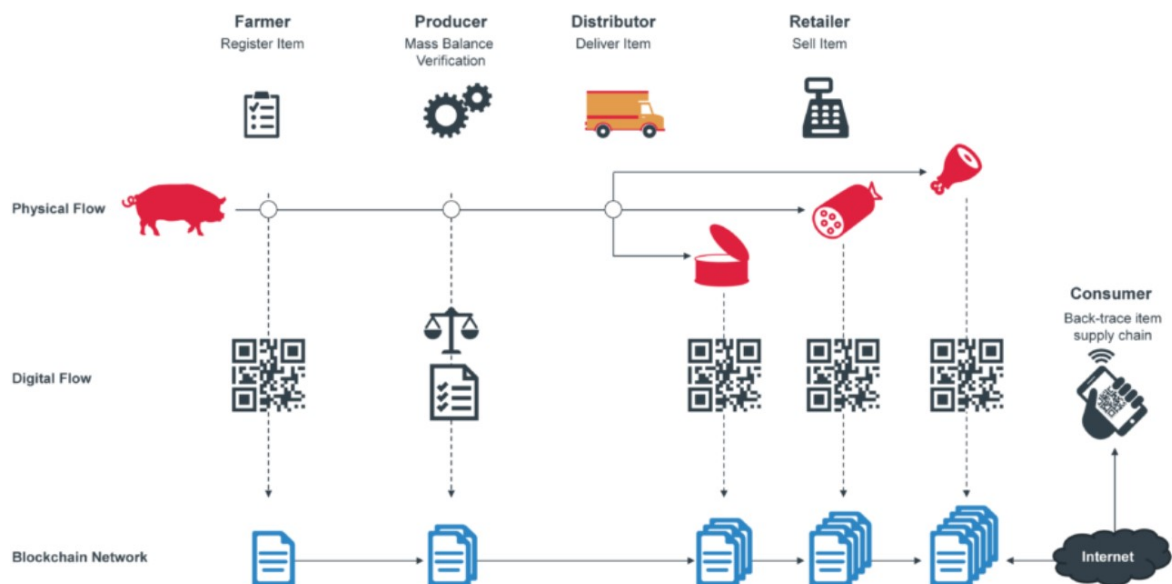 Farmer
Register Item
Producer
Mass Balance
Verification
Distributor
Deliver Item
Retailer
Sell Item
Physical Flow
Consumer
Back-trace item
supply chain
Digital Flow
Blockchain Network
Internet